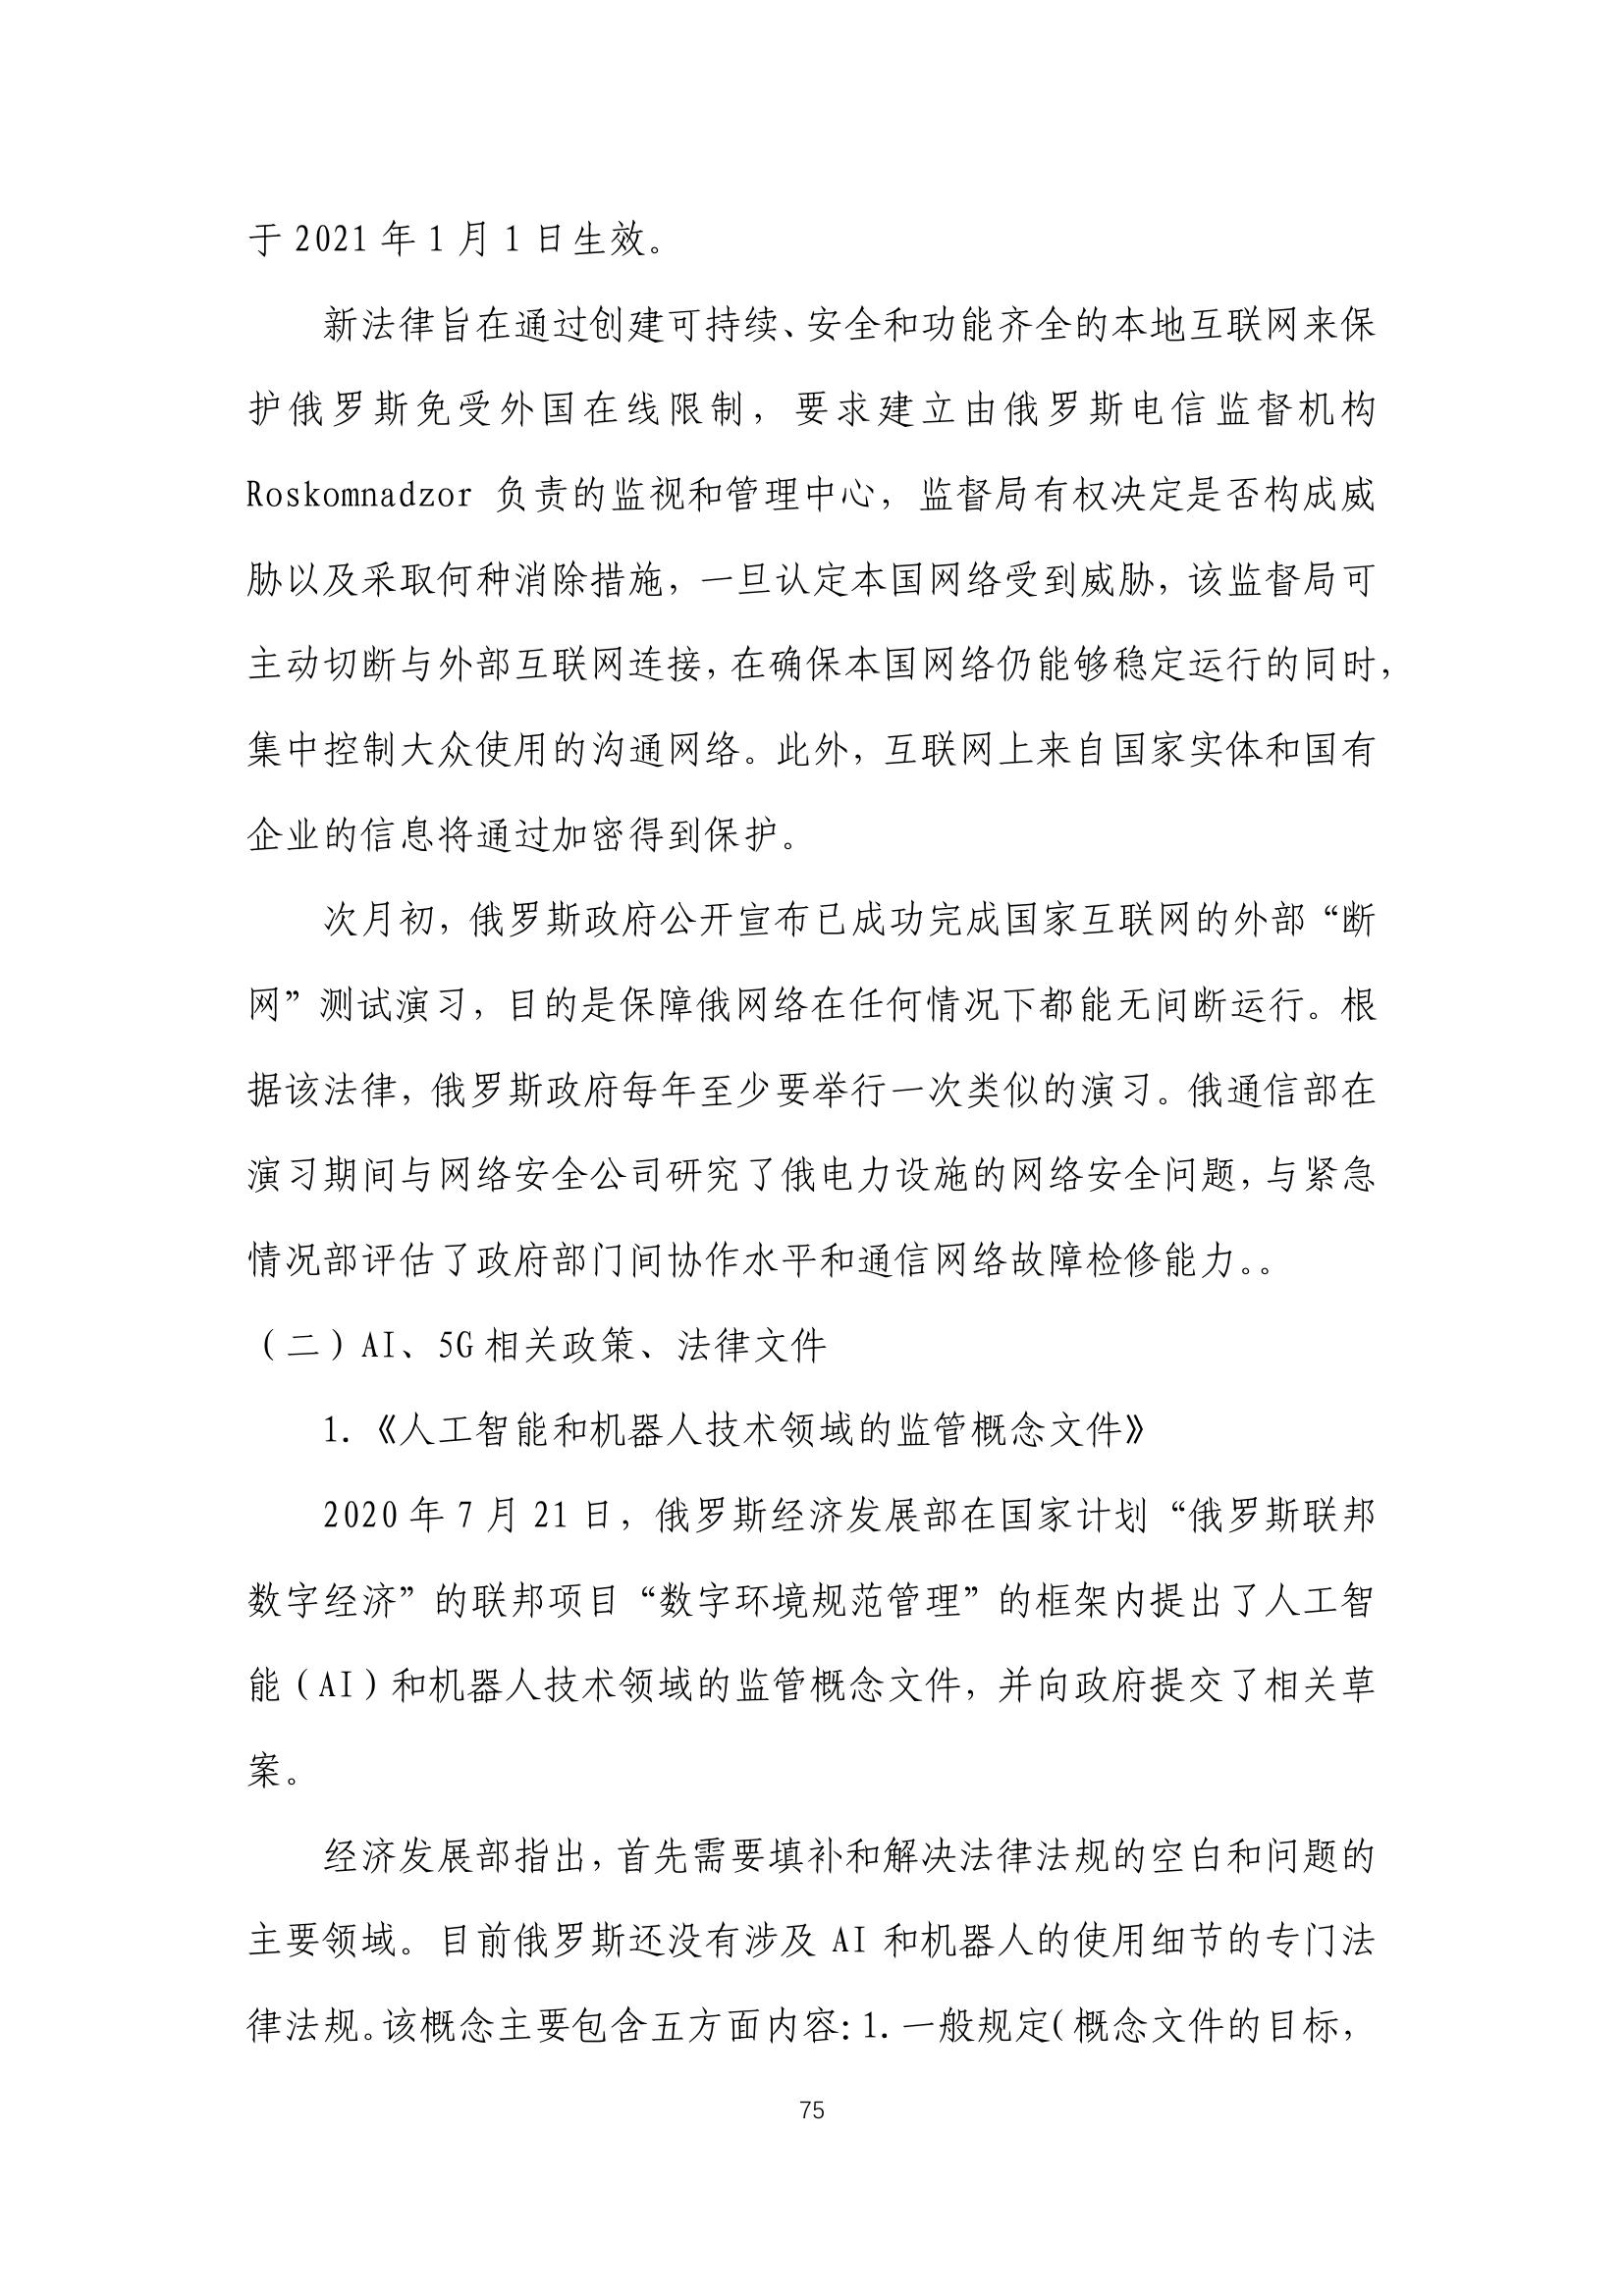 于 2021 年 1 月 1 日生效。
新法律旨在通过创建可持续、安全和功能齐全的本地互联网来保
护俄罗斯免受外国在线限制，要求建立由俄罗斯电信监督机构
Roskomnadzor 负责的监视和管理中心，监督局有权决定是否构成威
胁以及采取何种消除措施，一旦认定本国网络受到威胁，该监督局可
主动切断与外部互联网连接，在确保本国网络仍能够稳定运行的同时，
集中控制大众使用的沟通网络。此外，互联网上来自国家实体和国有
企业的信息将通过加密得到保护。
次月初，俄罗斯政府公开宣布已成功完成国家互联网的外部“断
网”测试演习，目的是保障俄网络在任何情况下都能无间断运行。根
据该法律，俄罗斯政府每年至少要举行一次类似的演习。俄通信部在
演习期间与网络安全公司研究了俄电力设施的网络安全问题，与紧急
情况部评估了政府部门间协作水平和通信网络故障检修能力。。
（二）AI、5G 相关政策、法律文件
1.《人工智能和机器人技术领域的监管概念文件》
2020 年 7 月 21 日，俄罗斯经济发展部在国家计划“俄罗斯联邦
数字经济”的联邦项目“数字环境规范管理”的框架内提出了人工智
能（AI）和机器人技术领域的监管概念文件，并向政府提交了相关草
案。
经济发展部指出，首先需要填补和解决法律法规的空白和问题的
主要领域。目前俄罗斯还没有涉及 AI 和机器人的使用细节的专门法
律法规。该概念主要包含五方面内容：1.一般规定(概念文件的目标，
75